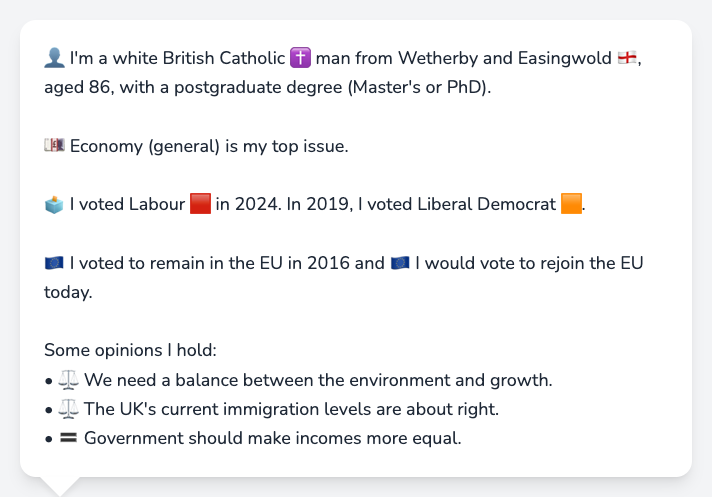 👤 I'm a white British Catholic ✝️ man from Wetherby and Easingwold 🏴󠁧󠁢󠁥󠁮󠁧󠁿,
aged 86, with a postgraduate degree (Master's or PhD).
💷 Economy (general) is my top issue.
🗳️ I voted Labour 🟥 in 2024. In 2019, I voted Liberal Democrat 🟧.
🇪🇺 I voted to remain in the EU in 2016 and 🇪🇺 I would vote to rejoin the EU
today.
Some opinions I hold:
• ⚖️ We need a balance between the environment and growth.
• ⚖️ The UK's current immigration levels are about right.
• 🟰 Government should make incomes more equal.